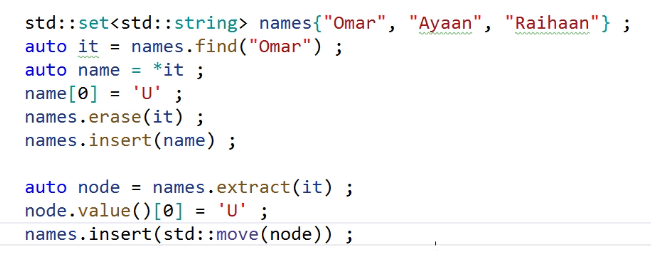 std::set<std::string> names{"Omar", "Ayaan", "Raihaan"} ;
auto it = names.find("Omar") ;
auto name = *it ;
name[0] = 'U' ;
names.erase(it) ;
names.insert(name) ;
auto node = names.extract(it) ;
node.value()[0] = 'U' ;
names.insert(std::move(node)) ;